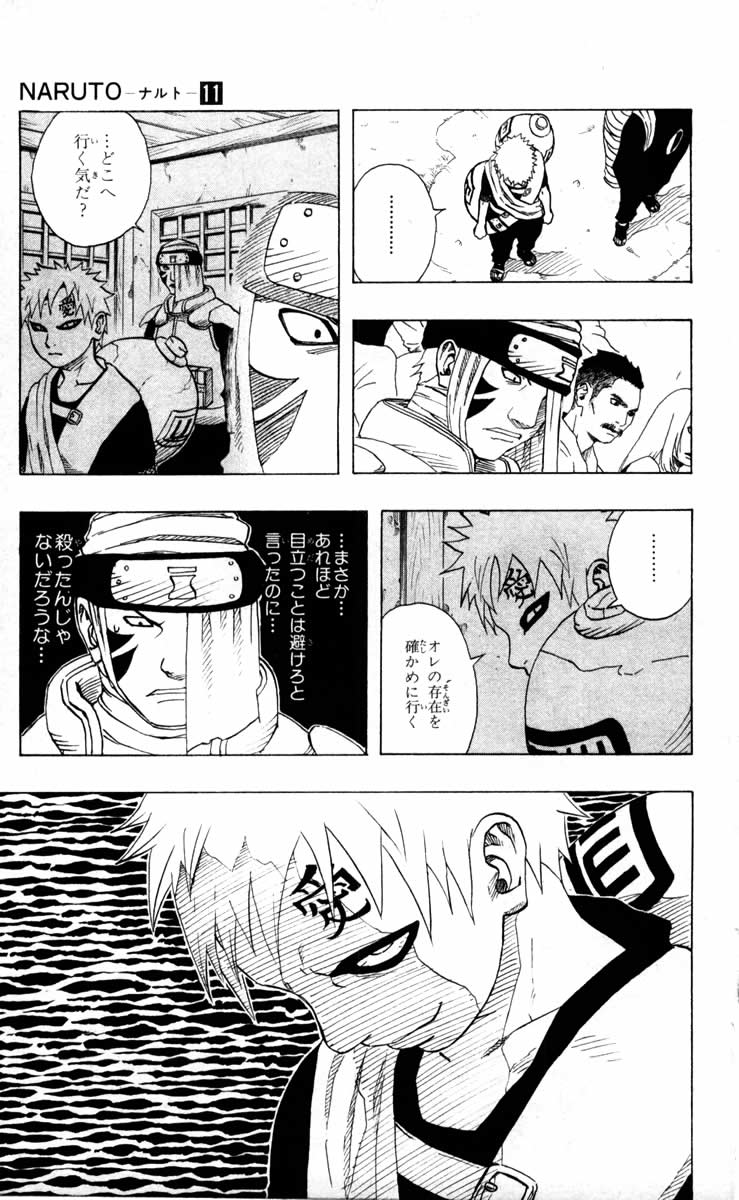 NARUTO―ナルト―11
…………
…どこへ
行く気だ?
…………
オレの存在を
確かめに行く
…まさか…
あれほど
目立つことは避けろと
言ったのに…
殺ったんじゃ
ないだろうな…
愛
愛
愛